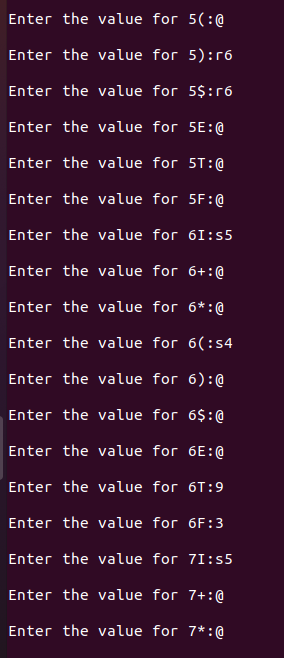 Enter the value for 5(:@
Enter the value for 5):r6
Enter the value for 5$:r6
Enter the value for 5E:@
Enter the value for 5T:@
Enter the value for 5F:@
Enter the value for 6I:s5
Enter the value for 6+:@
Enter the value for 6*:@
Enter the value for 6(:s4
Enter the value for 6):@
Enter the value for 6$:@
Enter the value for 6E:@
Enter the value for 6T:9
Enter the value for 6F:3
Enter the value for 7I:s5
Enter the value for 7+:@
Enter the value for 7*:@